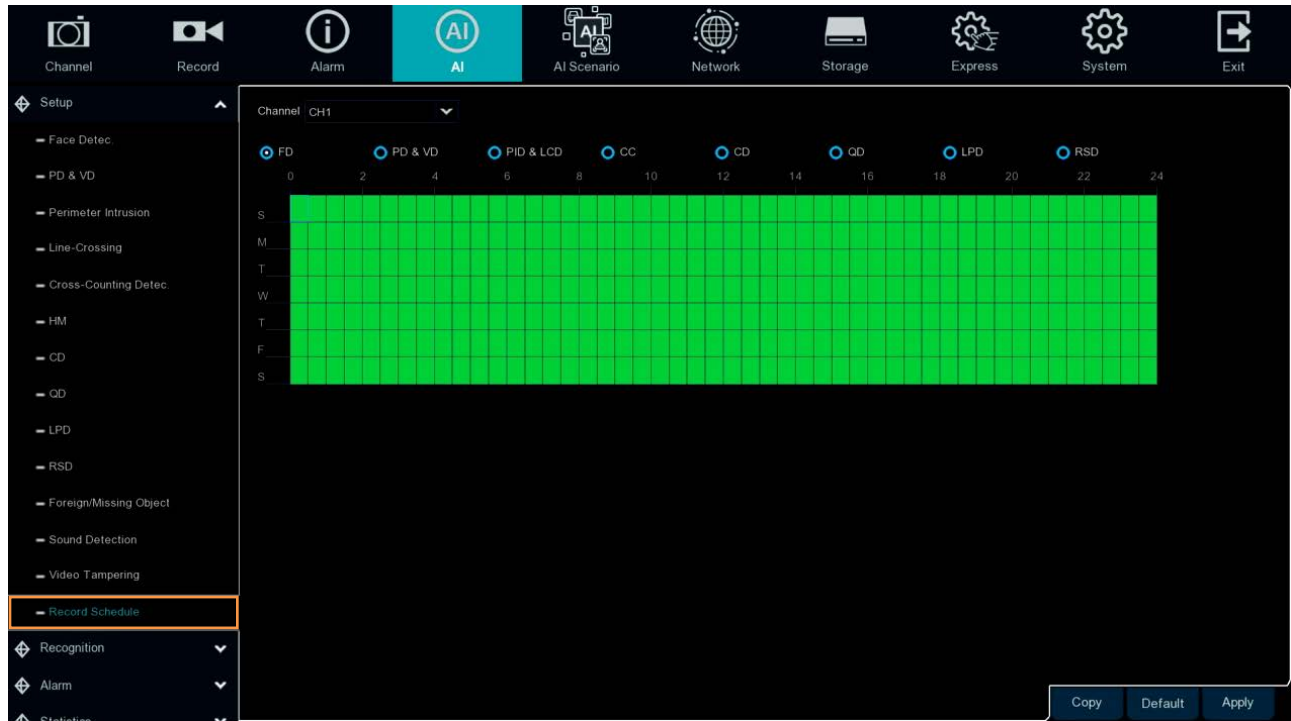 Channel Record Alarm AI AI Scenario Network Storage Express System Exit
Setup
Face Detec.
PD & VD
Perimeter Intrusion
Line-Crossing
Cross-Counting Detec.
HM
CD
QD
LPD
RSD
Foreign/Missing Object
Sound Detection
Video Tampering
Record Schedule
Recognition
Alarm
Statistics
Channel CH1
FD PD & VD PID & LCD CC CD QD LPD RSD
0 2 4 6 8 10 12 14 16 18 20 22 24
S
M
T
W
T
F
S
Copy Default Apply